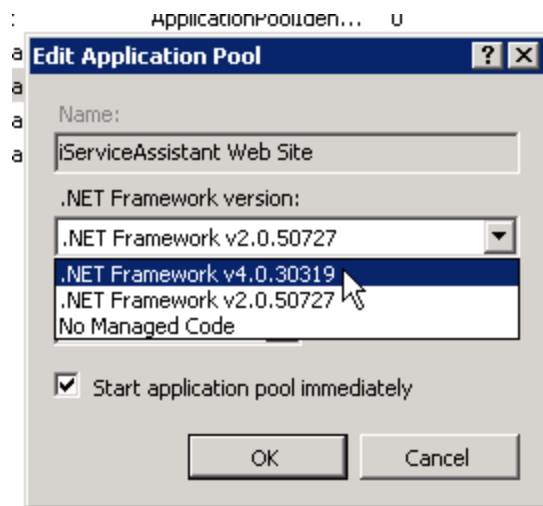 ApplicationPoolIden... 0
a
Edit Application Pool
a
a
Name:
a
iServiceAssistant Web Site
.NET Framework version:
.NET Framework v2.0.50727
.NET Framework v4.0.30319
.NET Framework v2.0.50727
No Managed Code
Start application pool immediately
OK
Cancel